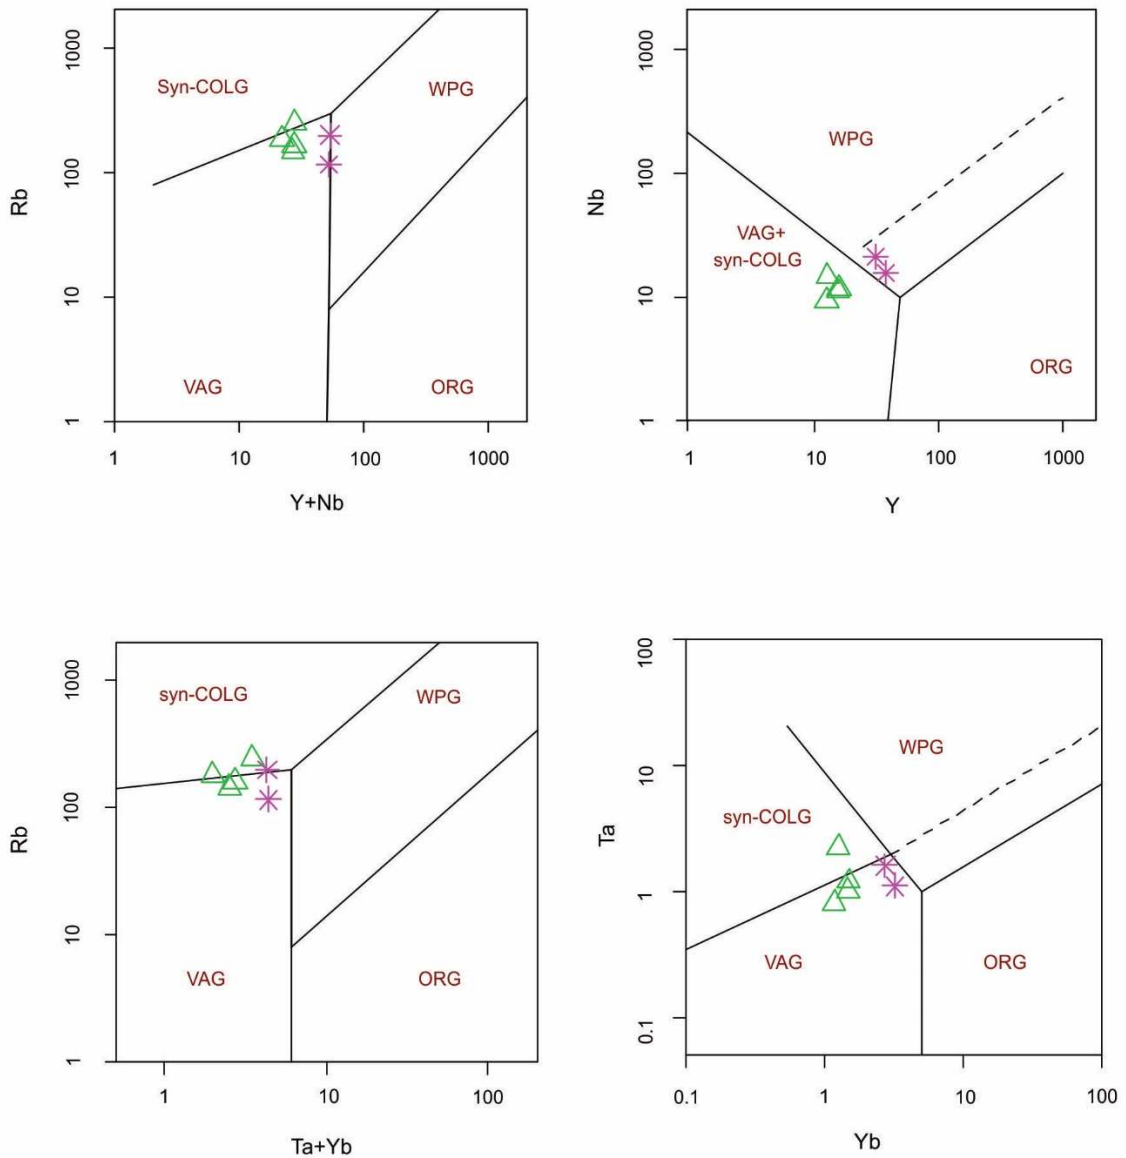 1000
Syn-COLG
WPG
100
Rb
10
VAG
ORG
1
1 10 100 1000
Y+Nb
1000
WPG
100
Nb
VAG+
syn-COLG
10
ORG
1
1 10 100 1000
Y
1000
syn-COLG
WPG
100
Rb
10
VAG
ORG
1
1 10 100
Ta+Yb
100
WPG
10
syn-COLG
Ta
1
VAG
ORG
0.1
0.1 1 10 100
Yb